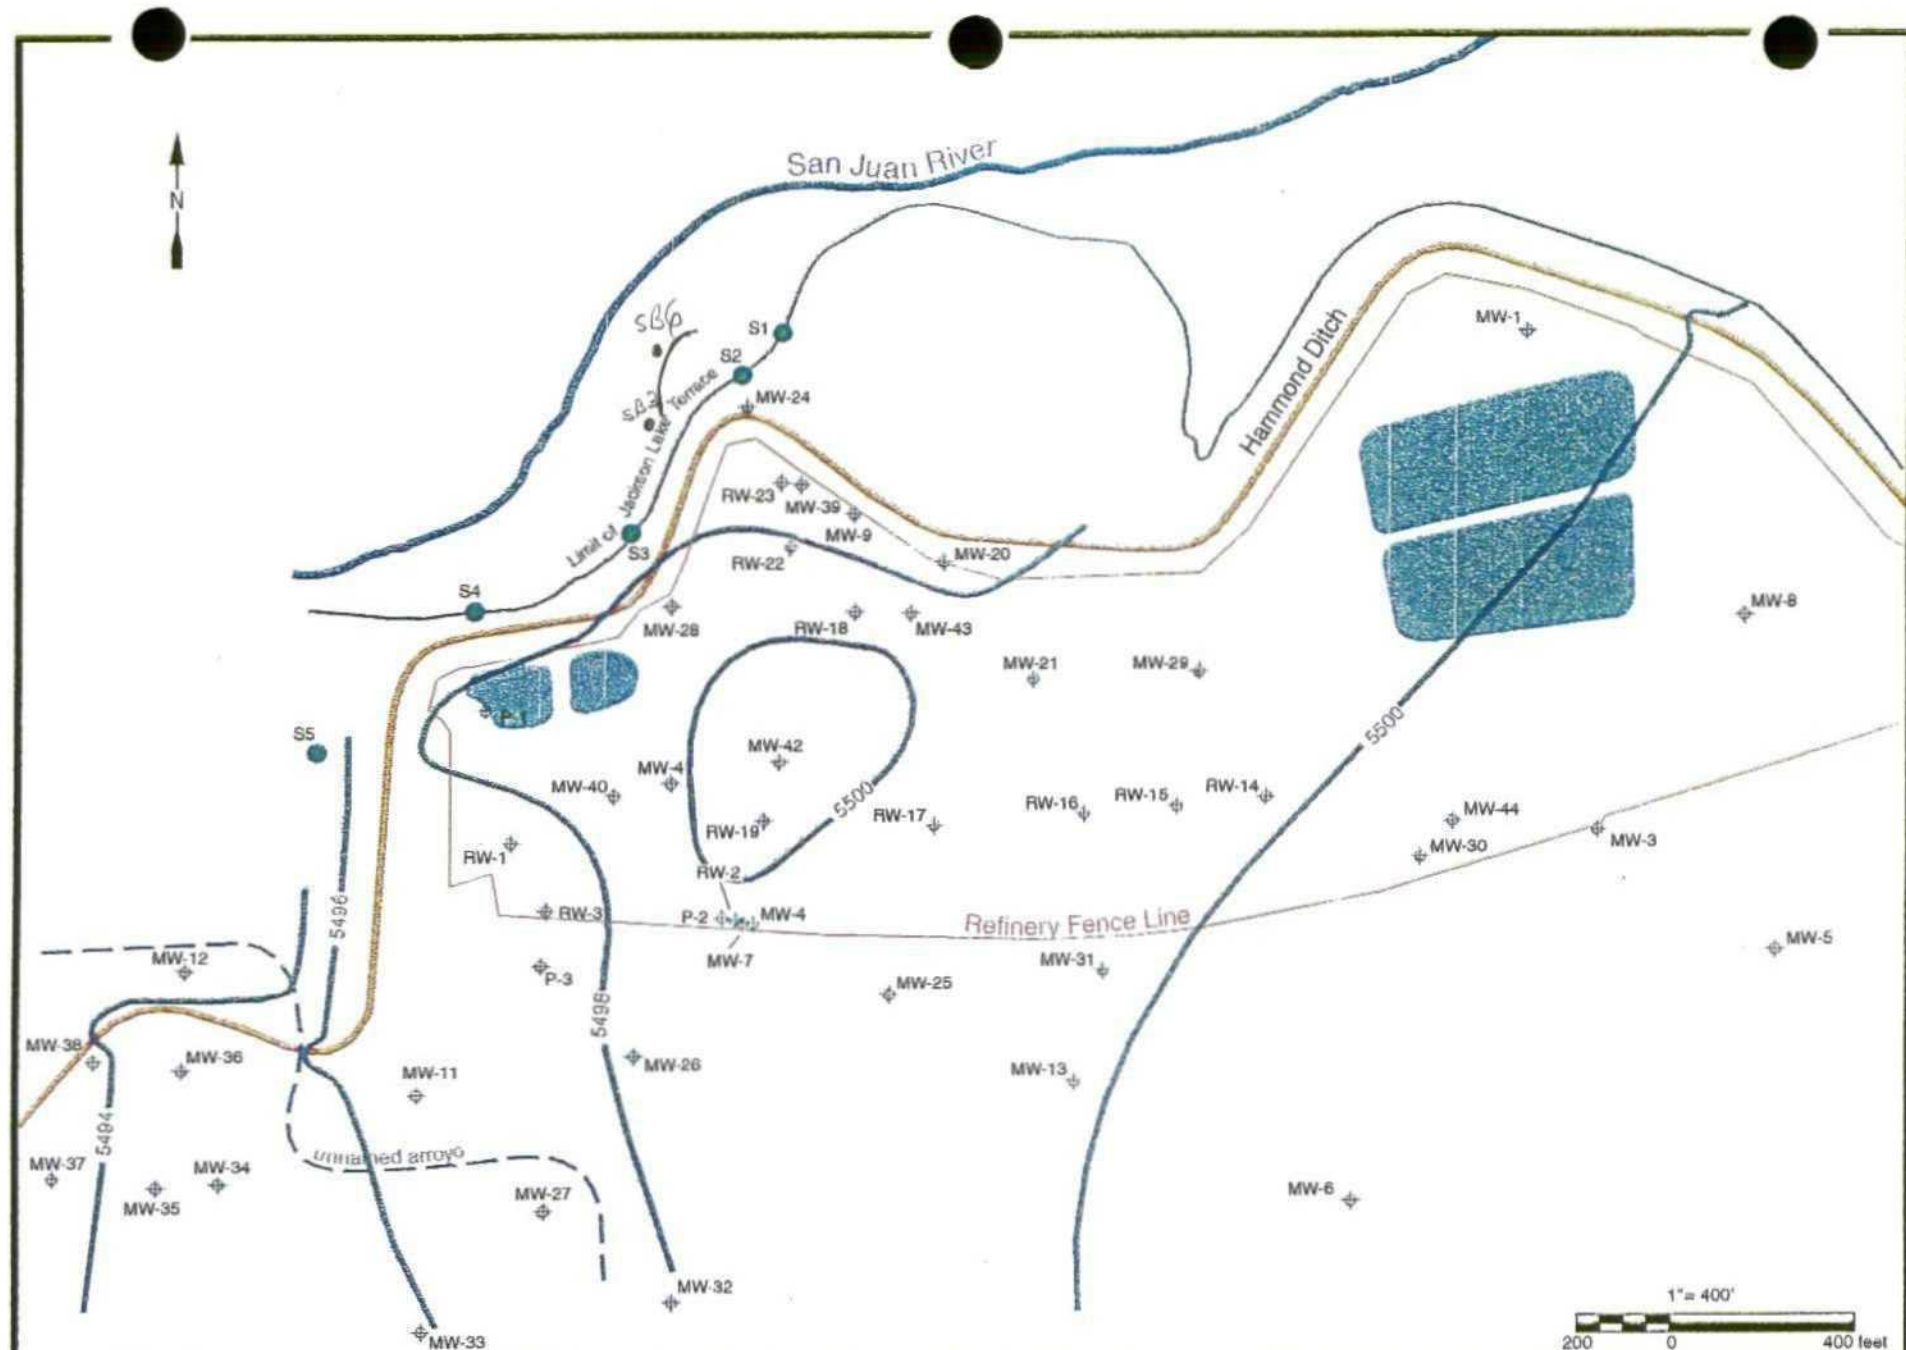 San Juan River
N
SB6
S1
MW-1
S2
SB2
MW-24
Limit of Jackson Lake Terrace
Hammond Ditch
RW-23
MW-39
MW-9
S3
RW-22
MW-20
S4
MW-28
RW-18
MW-43
MW-8
MW-21
MW-29
P-1
S5
5500
MW-42
MW-4
MW-40
5500
RW-19
RW-17
RW-16
RW-15
RW-14
MW-44
MW-3
RW-1
MW-30
RW-2
5496
RW-3
P-2
MW-4
Refinery Fence Line
MW-5
MW-12
P-3
MW-7
MW-31
MW-25
5498
MW-38
MW-36
MW-11
MW-26
MW-13
5494
unnamed arroyo
MW-37
MW-34
MW-35
MW-27
MW-6
MW-32
1"= 400'
MW-33
200 0 400 feet